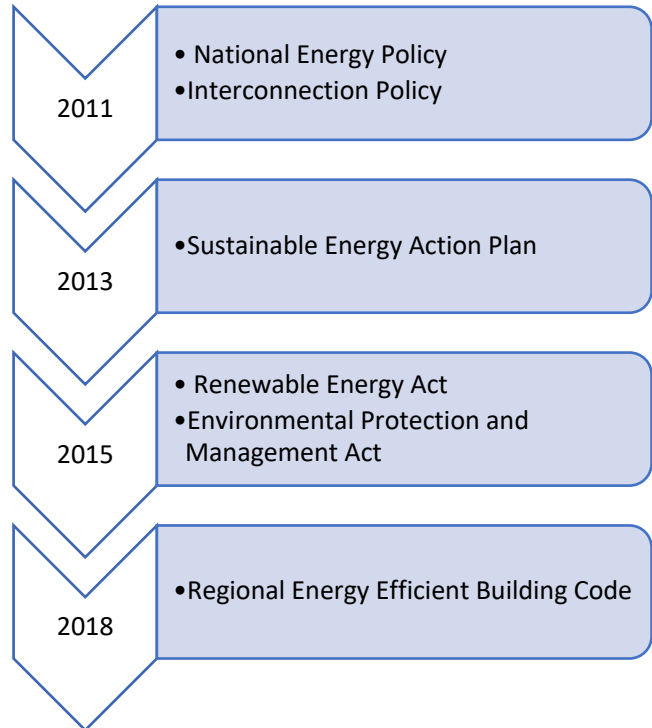 2011
• National Energy Policy
•Interconnection Policy
2013
•Sustainable Energy Action Plan
2015
• Renewable Energy Act
•Environmental Protection and
Management Act
2018
•Regional Energy Efficient Building Code